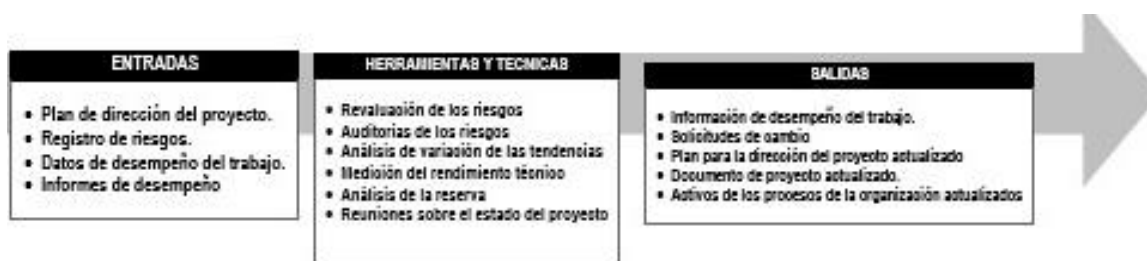 ENTRADAS
• Plan de dirección del proyecto.
• Registro de riesgos.
• Datos de desempeño del trabajo.
• Informes de desempeño
HERRAMIENTAS Y TECNICAS
• Revaluación de los riesgos
• Auditorias de los riesgos
• Análisis de variación de las tendencias
• Medición del rendimiento técnico
• Análisis de la reserva
• Reuniones sobre el estado del proyecto
SALIDAS
• Información de desempeño del trabajo.
• Solicitudes de cambio
• Plan para la dirección del proyecto actualizado
• Documento de proyecto actualizado.
• Activos de los procesos de la organización actualizados